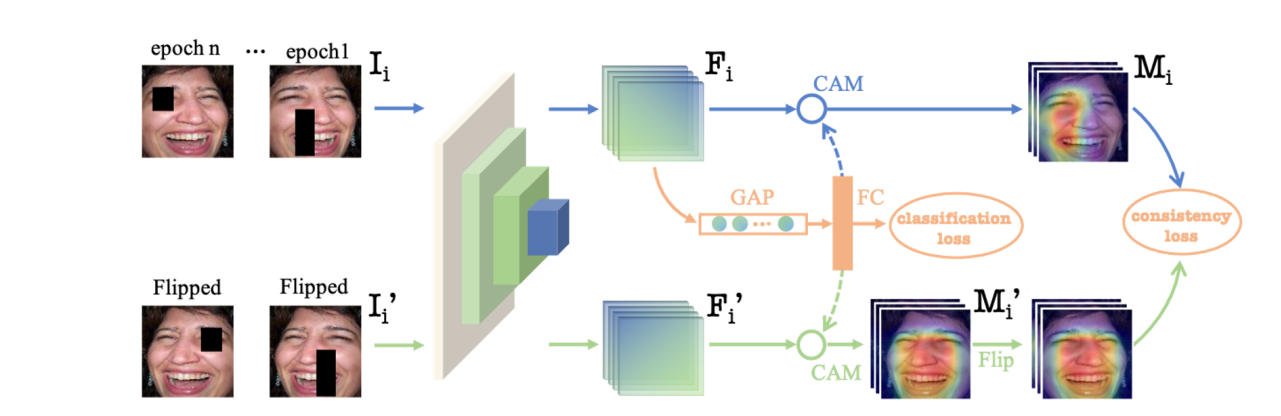 epoch n ... epoch1
I_i
F_i
CAM
M_i
GAP
FC
classification
loss
consistency
loss
Flipped
Flipped
I_i’
F_i’
CAM
M_i’
Flip